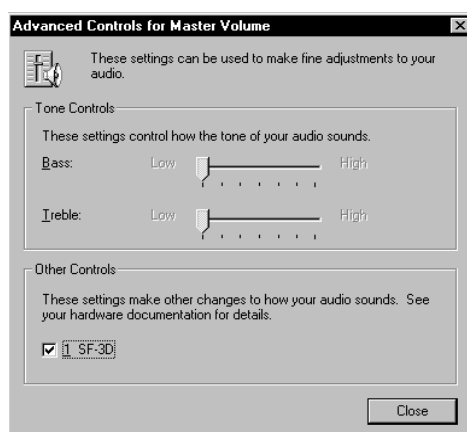 Advanced Controls for Master Volume
These settings can be used to make fine adjustments to your
audio.
Tone Controls
These settings control how the tone of your audio sounds.
Bass: Low High
Treble: Low High
Other Controls
These settings make other changes to how your audio sounds. See
your hardware documentation for details.
1 SF-3D
Close